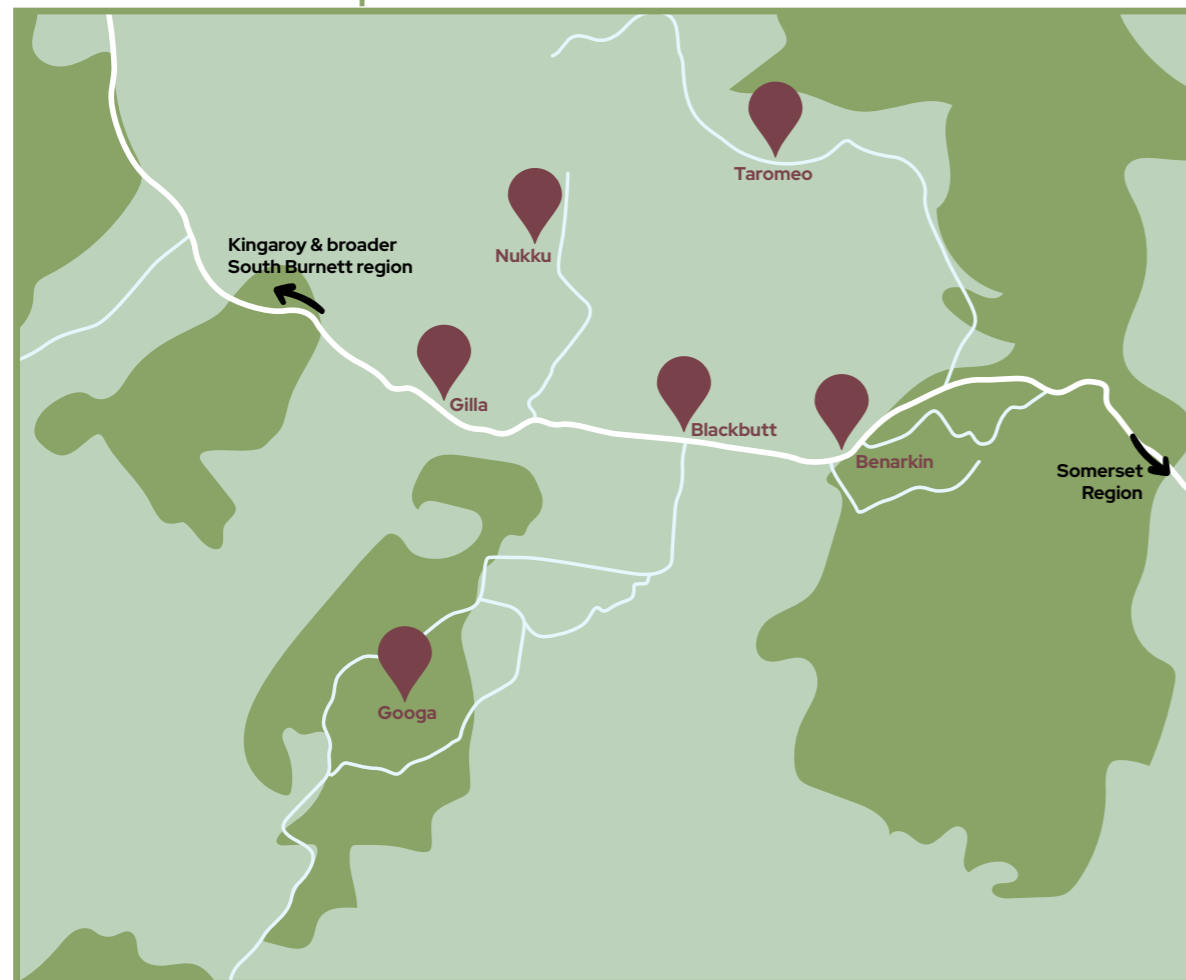 Taromeo
Kingaroy & broader
South Burnett region
Nukku
Gilla
Blackbutt
Benarkin
Somerset
Region
Googa